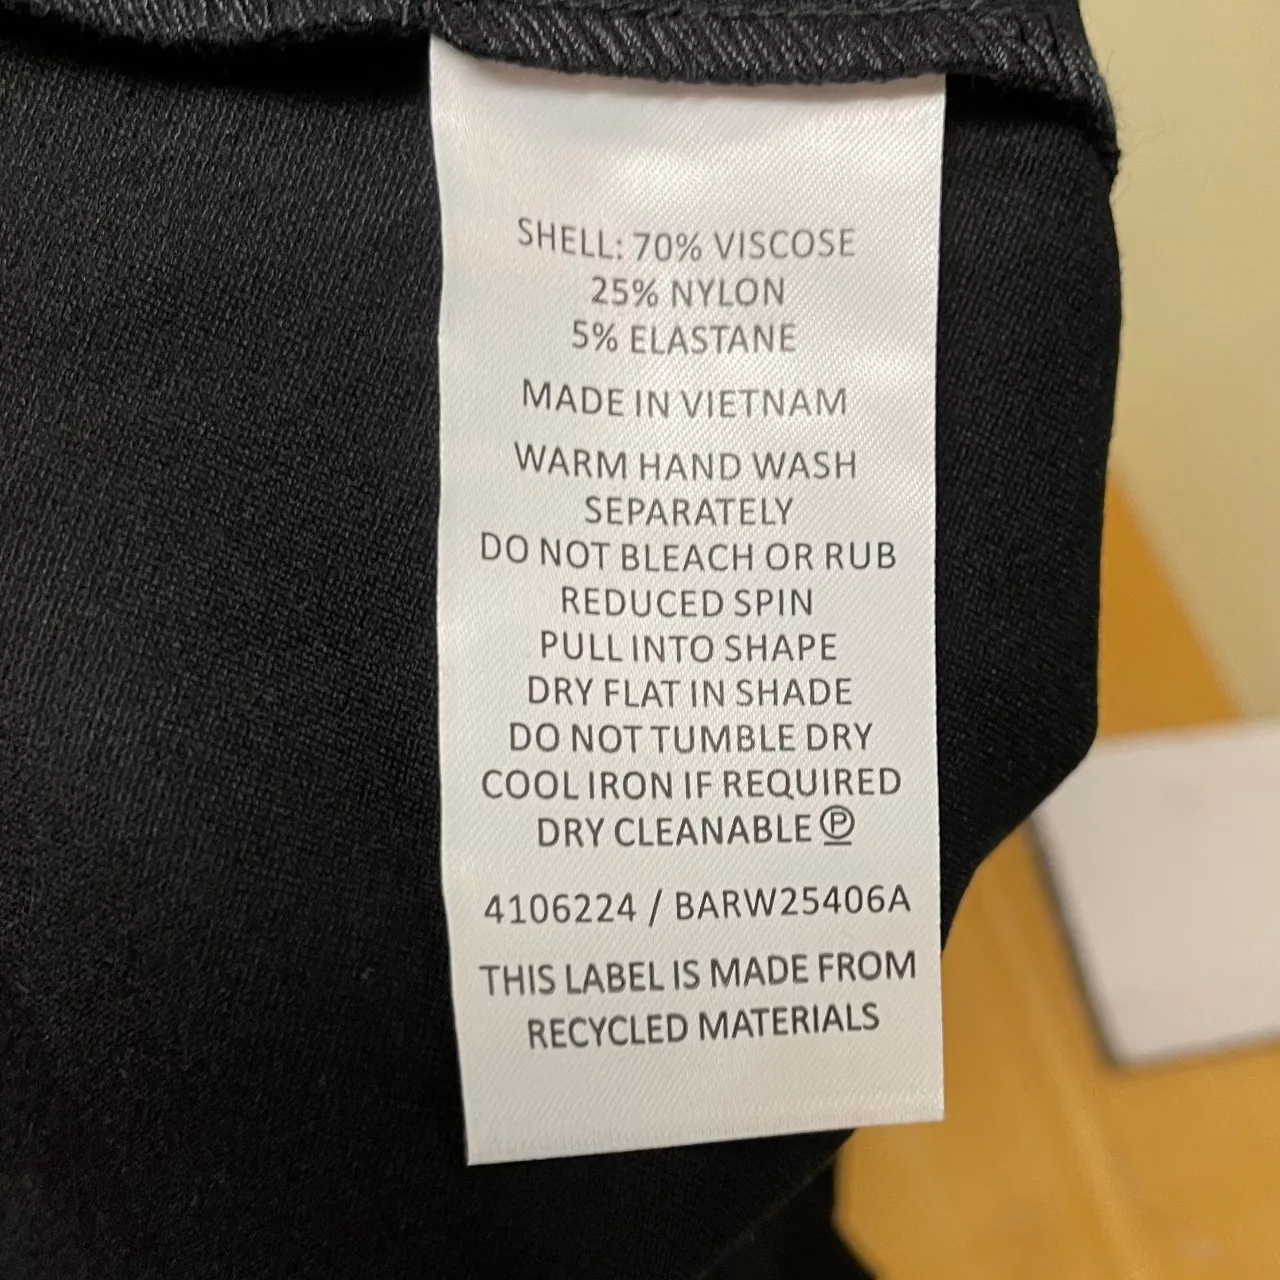 SHELL: 70% VISCOSE
25% NYLON
5% ELASTANE
MADE IN VIETNAM
WARM HAND WASH
SEPARATELY
DO NOT BLEACH OR RUB
REDUCED SPIN
PULL INTO SHAPE
DRY FLAT IN SHADE
DO NOT TUMBLE DRY
COOL IRON IF REQUIRED
DRY CLEANABLE Ⓟ
4106224 / BARW25406A
THIS LABEL IS MADE FROM
RECYCLED MATERIALS